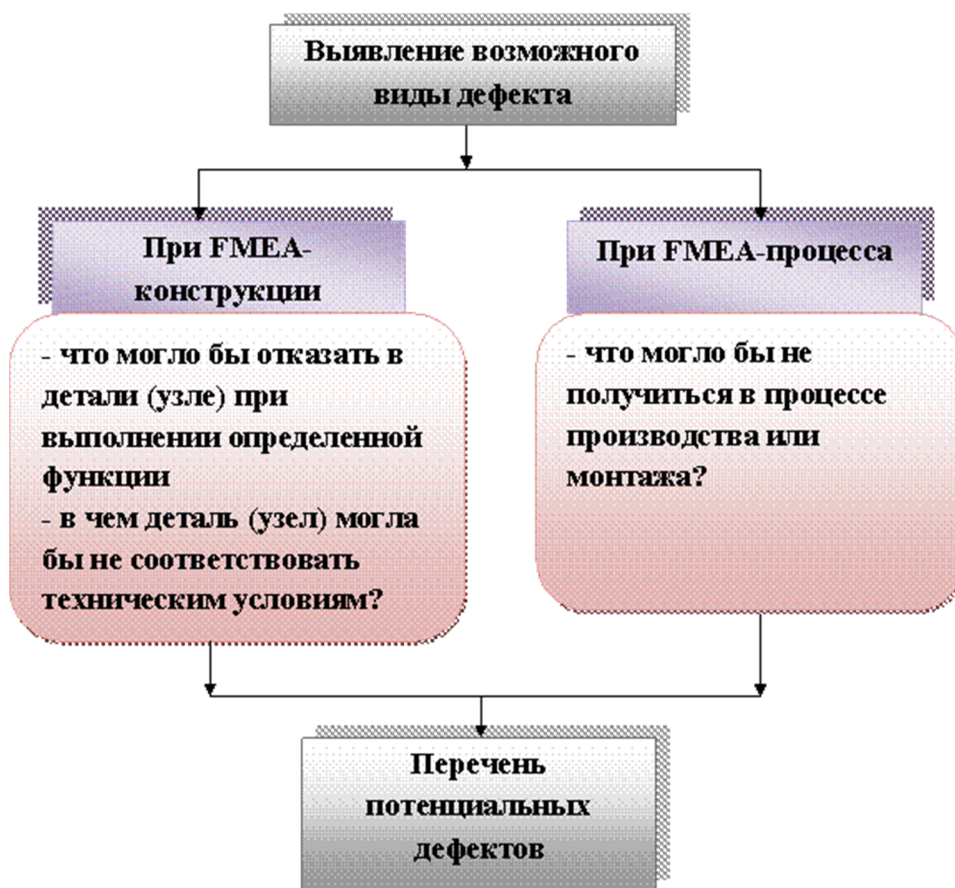 Выявление возможного
виды дефекта
При FMEA-
конструкции
- что могло бы отказать в
детали (узле) при
выполнении определенной
функции
- в чем деталь (узел) могла
бы не соответствовать
техническим условиям?
При FMEA-процесса
- что могло бы не
получиться в процессе
производства или
монтажа?
Перечень
потенциальных
дефектов